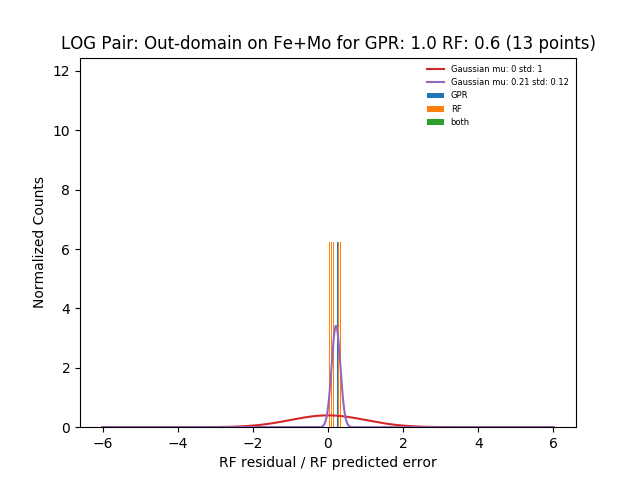 LOG Pair: Out-domain on Fe+Mo for GPR: 1.0 RF: 0.6 (13 points)
Gaussian mu: 0 std: 1
Gaussian mu: 0.21 std: 0.12
GPR
RF
both
12
10
8
6
4
2
0
Normalized Counts
−6 −4 −2 0 2 4 6
RF residual / RF predicted error